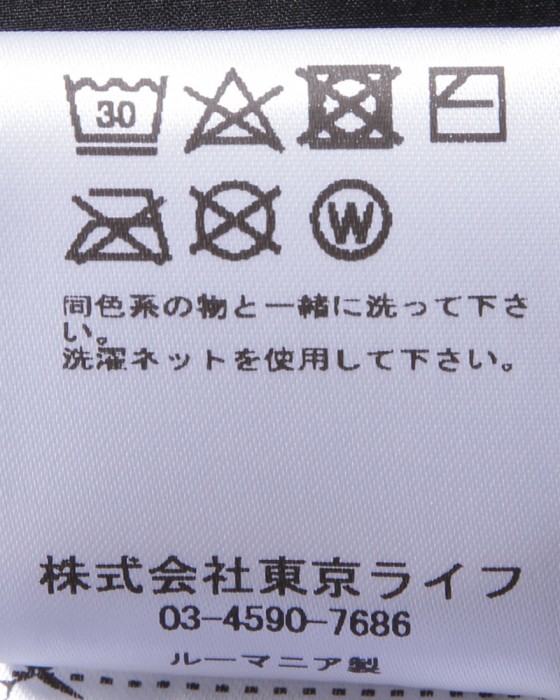 30
W
同色系の物と一緒に洗って下さ
い。
洗濯ネットを使用して下さい。
株式会社東京ライフ
03-4590-7686
ルーマニア製